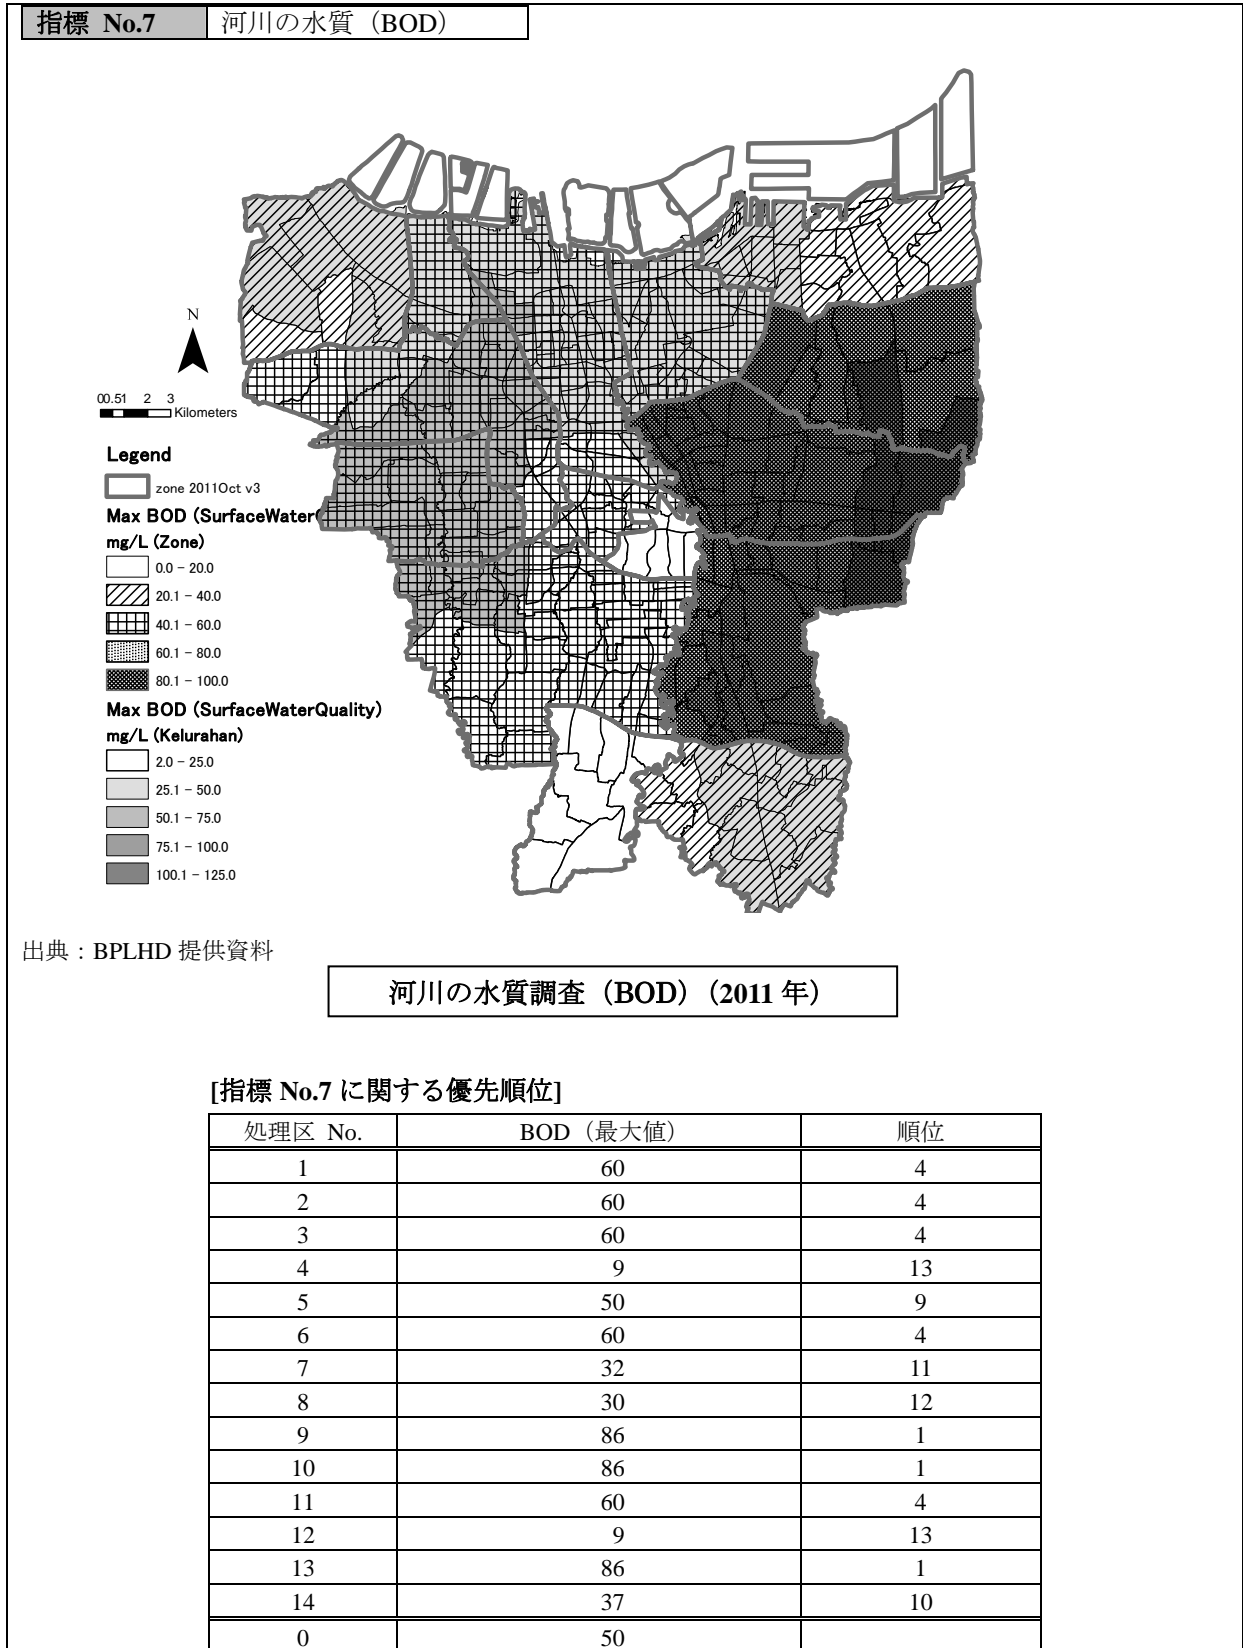 指標 No.7 河川の水質（BOD）
N
00.51 2 3
Kilometers
Legend
zone 2011Oct v3
Max BOD (SurfaceWater
mg/L (Zone)
0.0 - 20.0
20.1 - 40.0
40.1 - 60.0
60.1 - 80.0
80.1 - 100.0
Max BOD (SurfaceWaterQuality)
mg/L (Kelurahan)
2.0 - 25.0
25.1 - 50.0
50.1 - 75.0
75.1 - 100.0
100.1 - 125.0
出典：BPLHD 提供資料
河川の水質調査（BOD）（2011 年）
[指標 No.7 に関する優先順位]
処理区 No. BOD（最大値） 順位
1 60 4
2 60 4
3 60 4
4 9 13
5 50 9
6 60 4
7 32 11
8 30 12
9 86 1
10 86 1
11 60 4
12 9 13
13 86 1
14 37 10
0 50